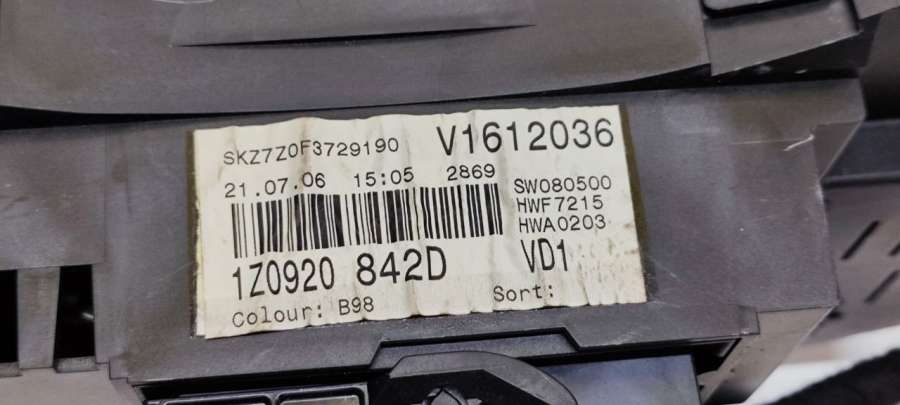 SKZ7Z0F3729190 V1612036
21.07.06 15:05 2869
SW080500
HWF7215
HWA0203
1Z0920 842D VD1
Colour: B98 Sort: